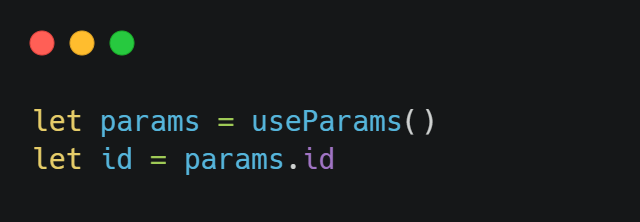 let params = useParams()
let id = params.id